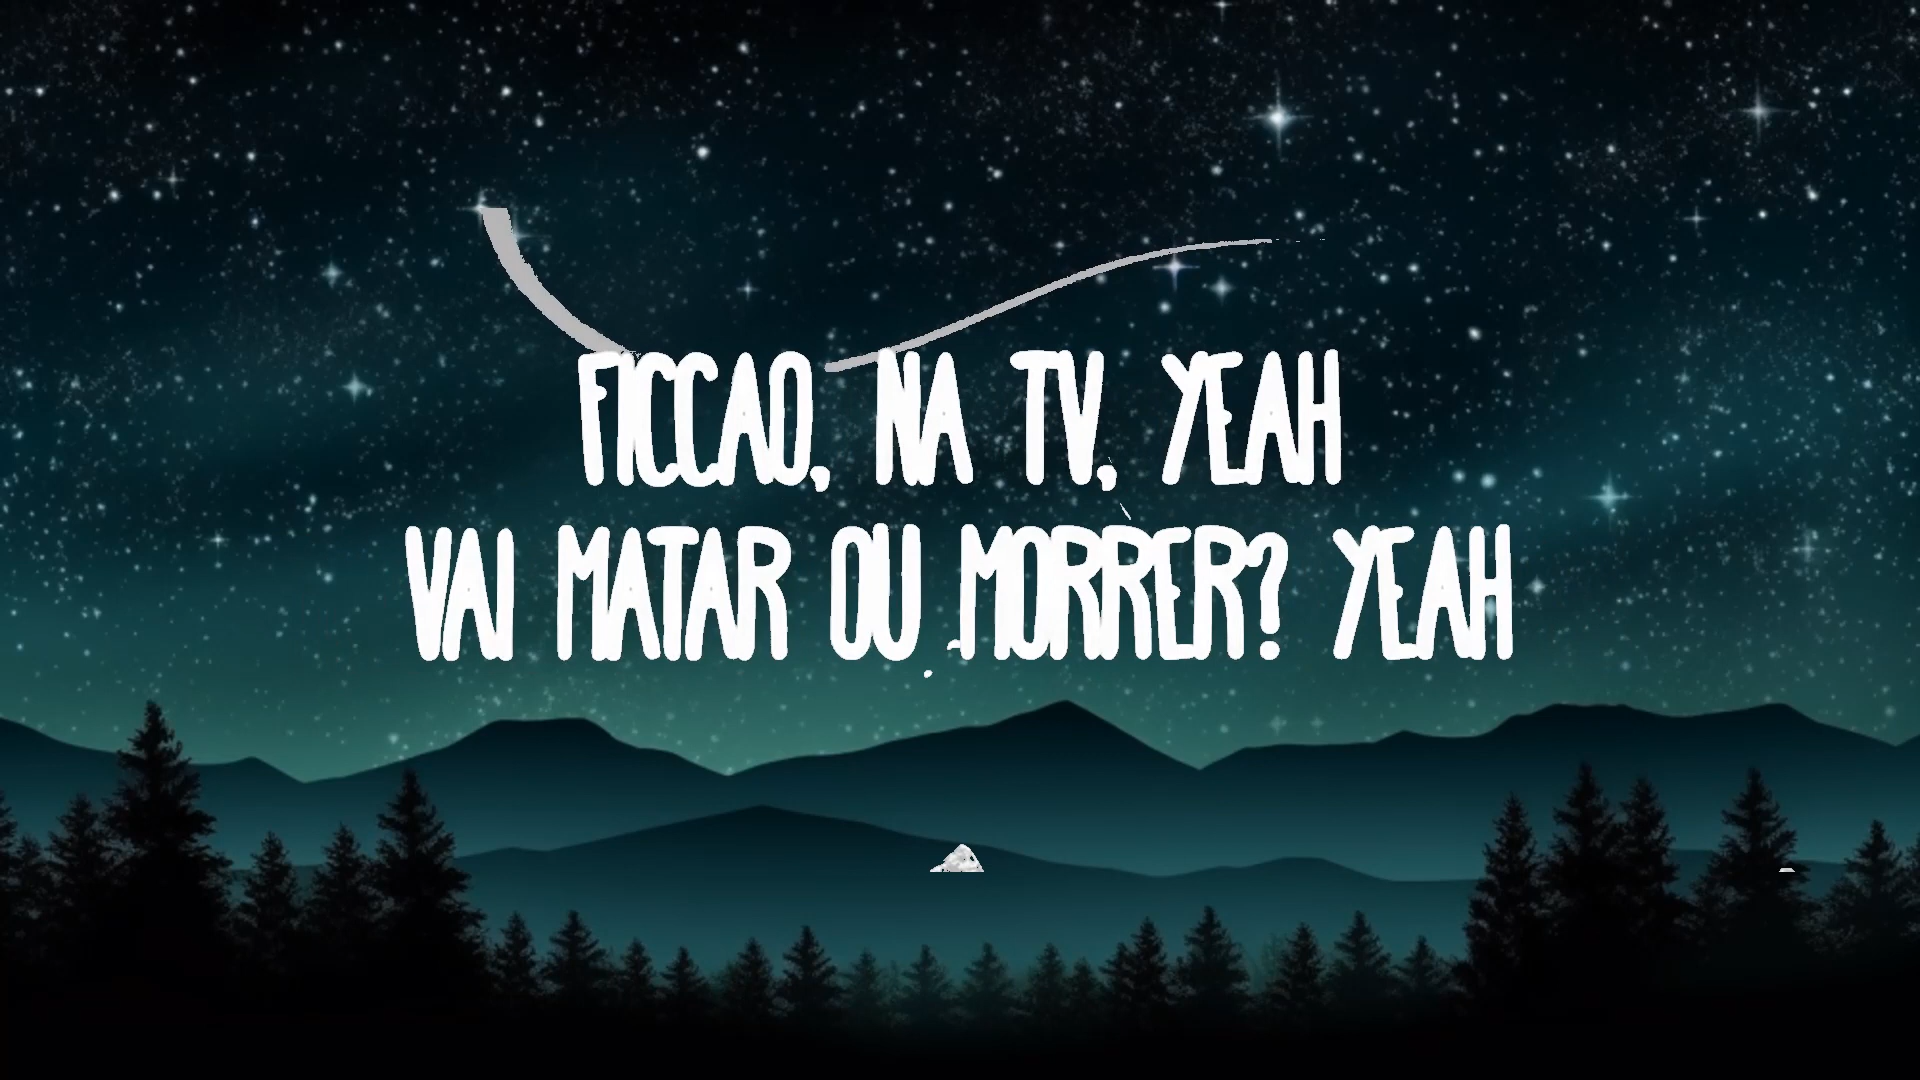 FICCAO, NA TV, YEAH
VAI MATAR OU MORRER? YEAH